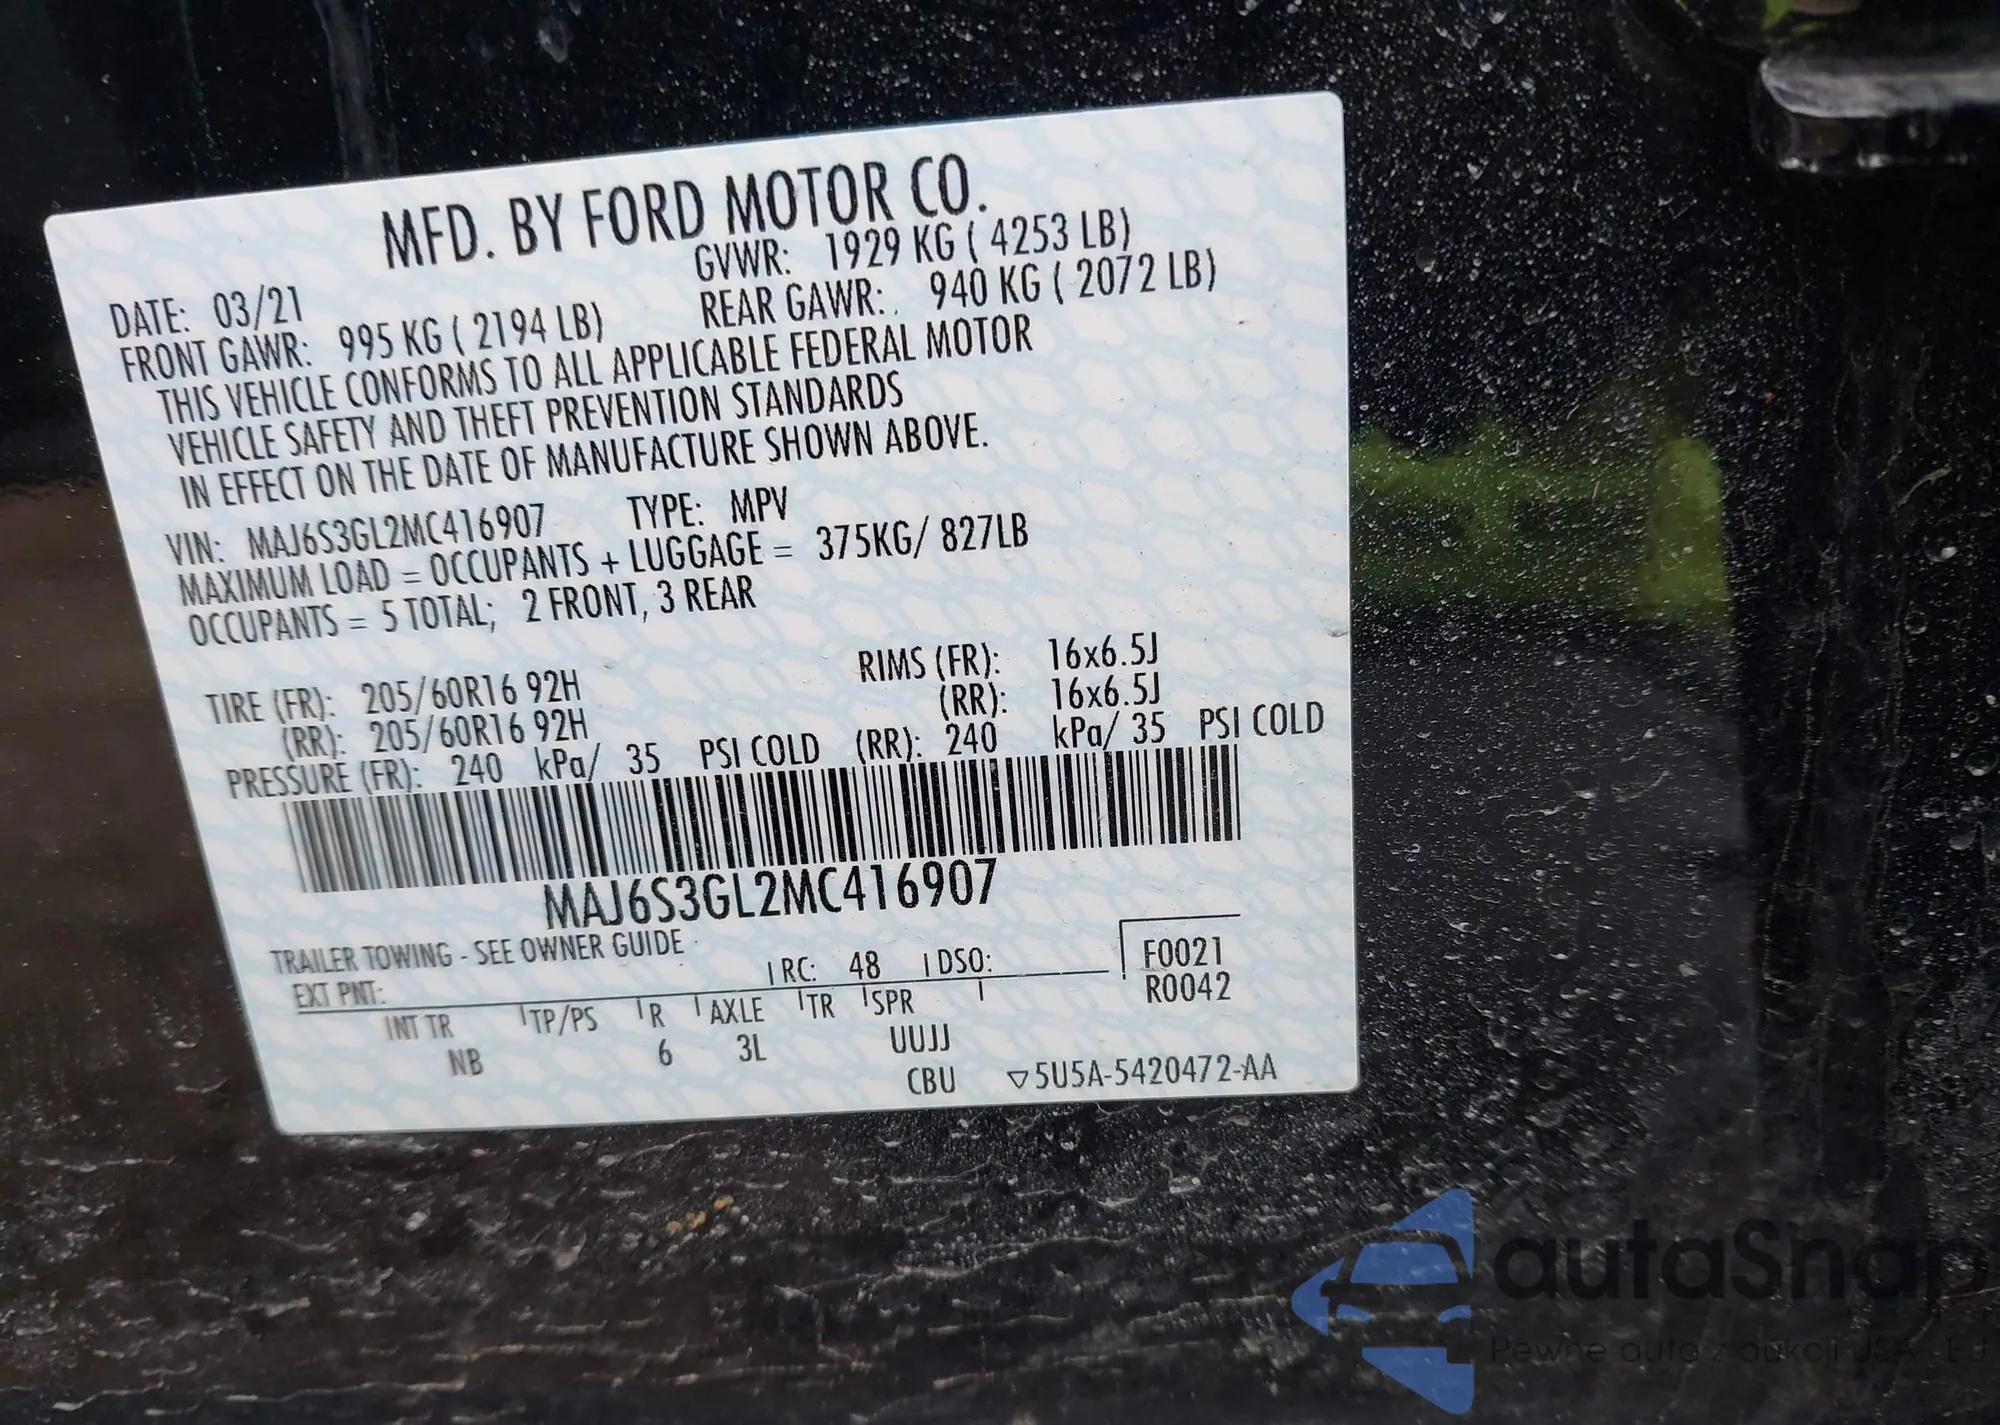 MFD. BY FORD MOTOR CO.
DATE: 03/21 GVWR: 1929 KG ( 4253 LB)
FRONT GAWR: 995 KG ( 2194 LB) REAR GAWR: 940 KG ( 2072 LB)
THIS VEHICLE CONFORMS TO ALL APPLICABLE FEDERAL MOTOR
VEHICLE SAFETY AND THEFT PREVENTION STANDARDS
IN EFFECT ON THE DATE OF MANUFACTURE SHOWN ABOVE.
VIN: MAJ6S3GL2MC416907 TYPE: MPV
MAXIMUM LOAD = OCCUPANTS + LUGGAGE = 375KG/ 827LB
OCCUPANTS = 5 TOTAL; 2 FRONT, 3 REAR
TIRE (FR): 205/60R16 92H RIMS (FR): 16x6.5J
(RR): 205/60R16 92H (RR): 16x6.5J
PRESSURE (FR): 240 kPa/ 35 PSI COLD (RR): 240 kPa/ 35 PSI COLD
MAJ6S3GL2MC416907
TRAILER TOWING - SEE OWNER GUIDE
EXT PNT: RC: 48 DSO: F0021
R0042
INT TR TP/PS R AXLE TR SPR
NB 6 3L UUJJ
CBU ▽5U5A-5420472-AA
autaSnap
Pewne auta z aukcji USA - EU